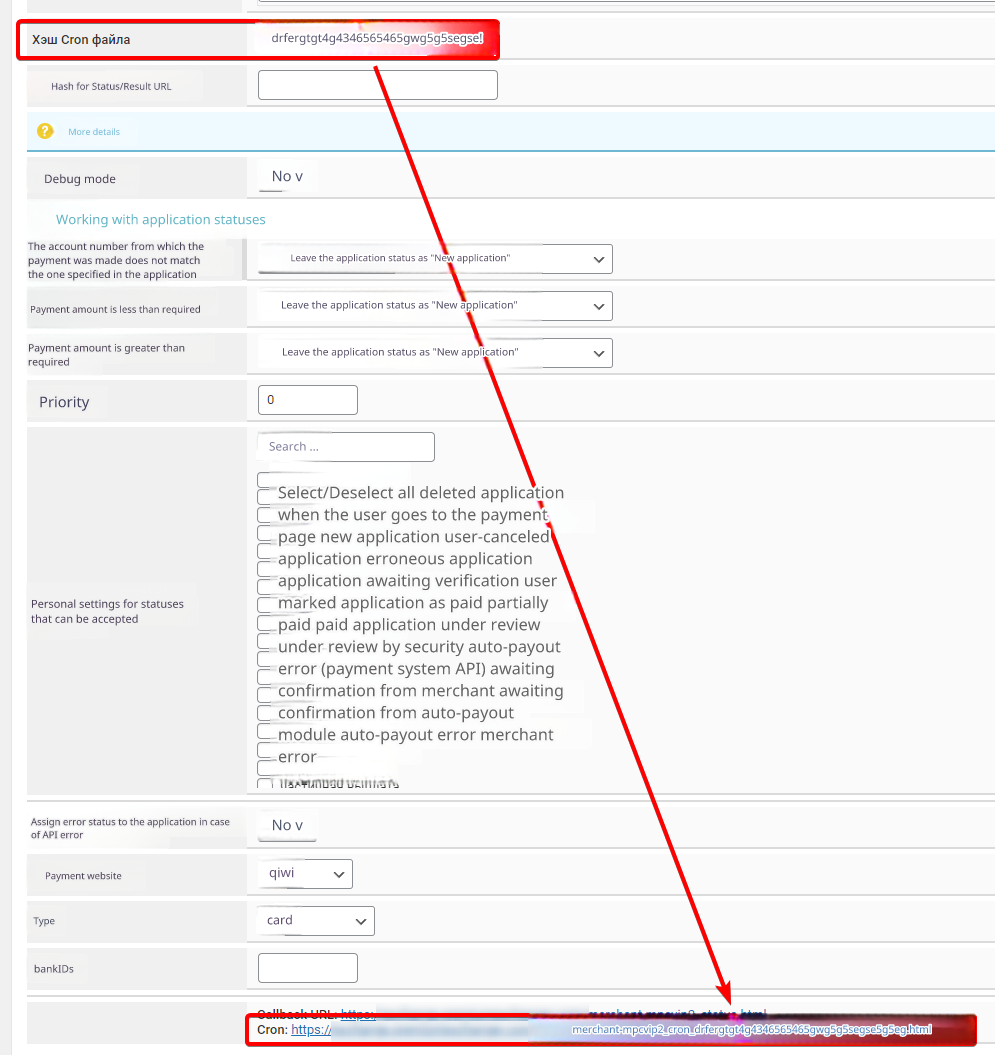 Хэш Cron файла
drfergtgt4g4346565465gwg5g5segse!
Hash for Status/Result URL
More details
Debug mode
No v
Working with application statuses
The account number from which the
payment was made does not match
the one specified in the application
Leave the application status as "New application"
Payment amount is less than required
Leave the application status as "New application"
Payment amount is greater than
required
Leave the application status as "New application"
Priority
0
Search ...
Personal settings for statuses
that can be accepted
Select/Deselect all deleted application
when the user goes to the payment
page new application user-canceled
application erroneous application
application awaiting verification user
marked application as paid partially
paid paid application under review
under review by security auto-payout
error (payment system API) awaiting
confirmation from merchant awaiting
confirmation from auto-payout
module auto-payout error merchant
error
Assign error status to the application in case
of API error
No v
Payment website
qiwi
Type
card
bankIDs
Callback URL: https: merchant-mpcvip2_status.html
Cron: https:/ merchant-mpcvip2_cron_drfergtgt4g4346565465gwg5g5segse5g5eg.html